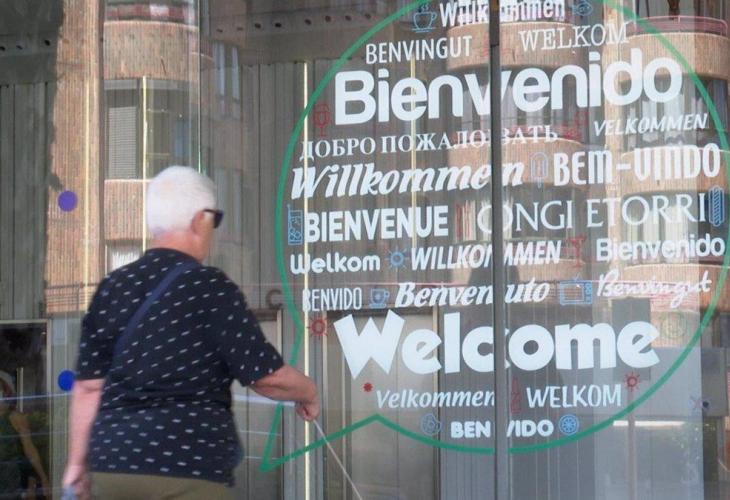 Willkommen
BENVINGUT WELKOM
Bienvenido
ДОБРО ПОЖАЛОВАТЬ VELKOMMEN
Willkommen BEM-VINDO
BIENVENUE ONGI ETORRI
Welkom WILLKOMMEN Bienvenido
BENVIDO Benvenuto Benvingut
Welcome
Velkommen WELKOM
BENVIDO